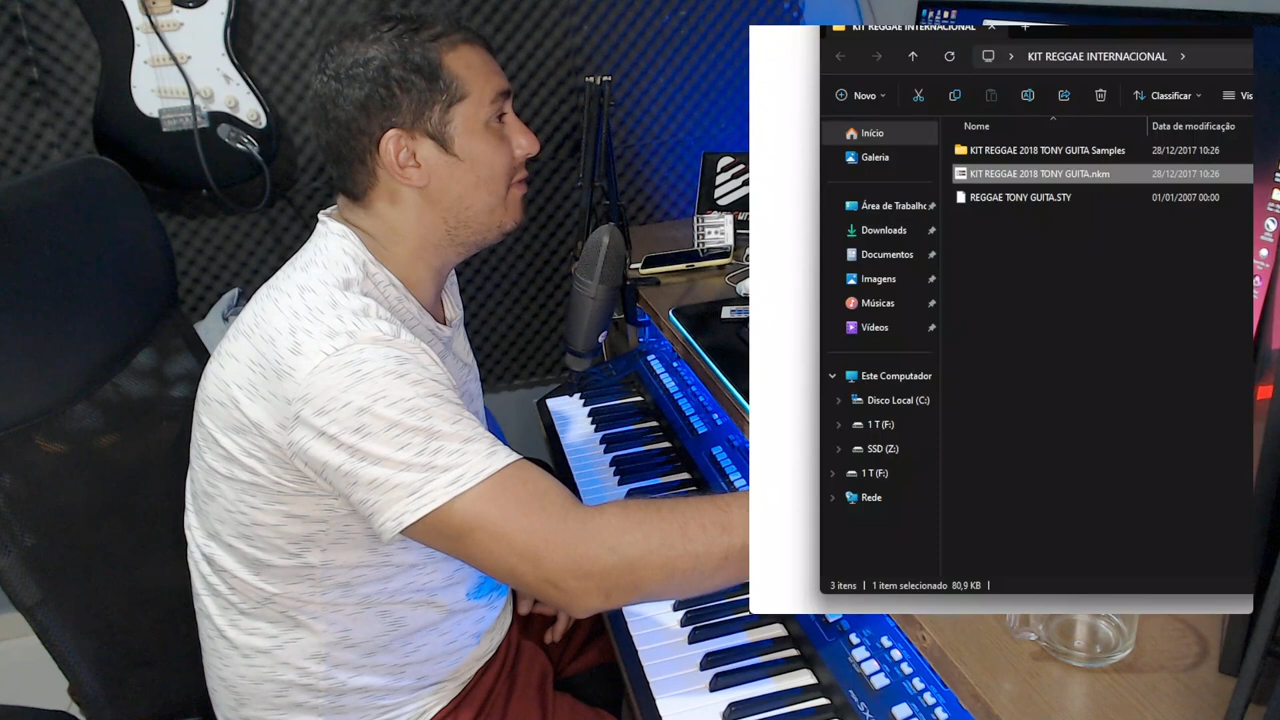 KIT REGGAE INTERNACIONAL
KIT REGGAE INTERNACIONAL
Novo
Classificar
Vis
Nome
Data de modificação
Início
Galeria
KIT REGGAE 2018 TONY GUITA Samples
28/12/2017 10:26
KIT REGGAE 2018 TONY GUITA.nkm
28/12/2017 10:26
REGGAE TONY GUITA.STY
01/01/2007 00:00
Área de Trabalho
Downloads
Documentos
Imagens
Músicas
Vídeos
Este Computador
Disco Local (C:)
1 T (F:)
SSD (Z:)
1 T (F:)
Rede
3 itens
1 item selecionado 80,9 KB